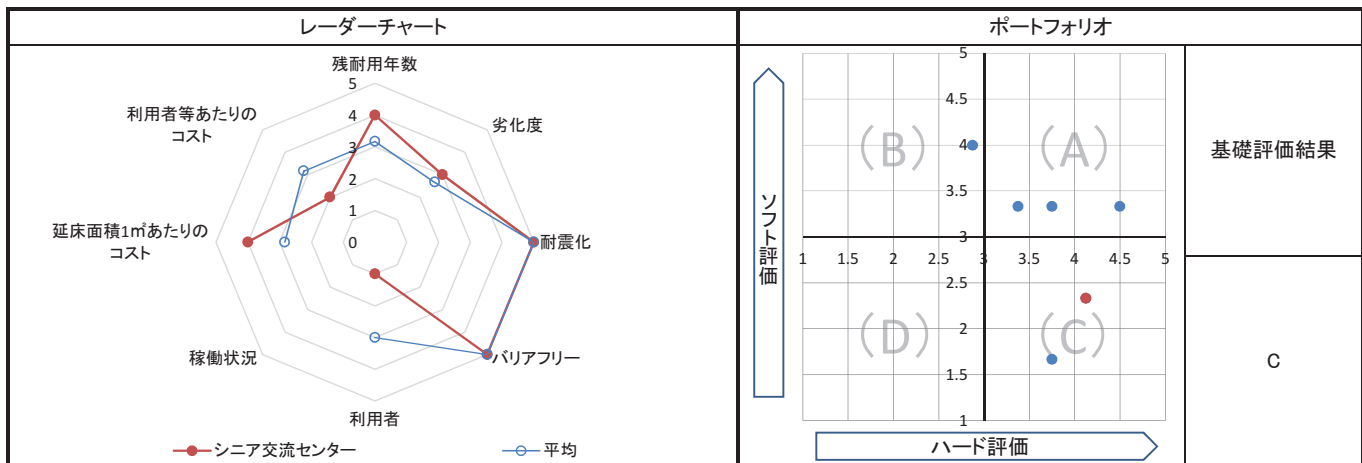 レーダーチャート
残耐用年数
劣化度
耐震化
バリアフリー
利用者
稼働状況
延床面積1㎡あたりの
コスト
利用者等あたりの
コスト
5
4
3
2
1
0
シニア交流センター
平均
ポートフォリオ
ソフト評価
5
4.5
4
3.5
3
2.5
2
1.5
1
1 1.5 2 2.5 3 3.5 4 4.5 5
(B)
(A)
(D)
(C)
ハード評価
基礎評価結果
C